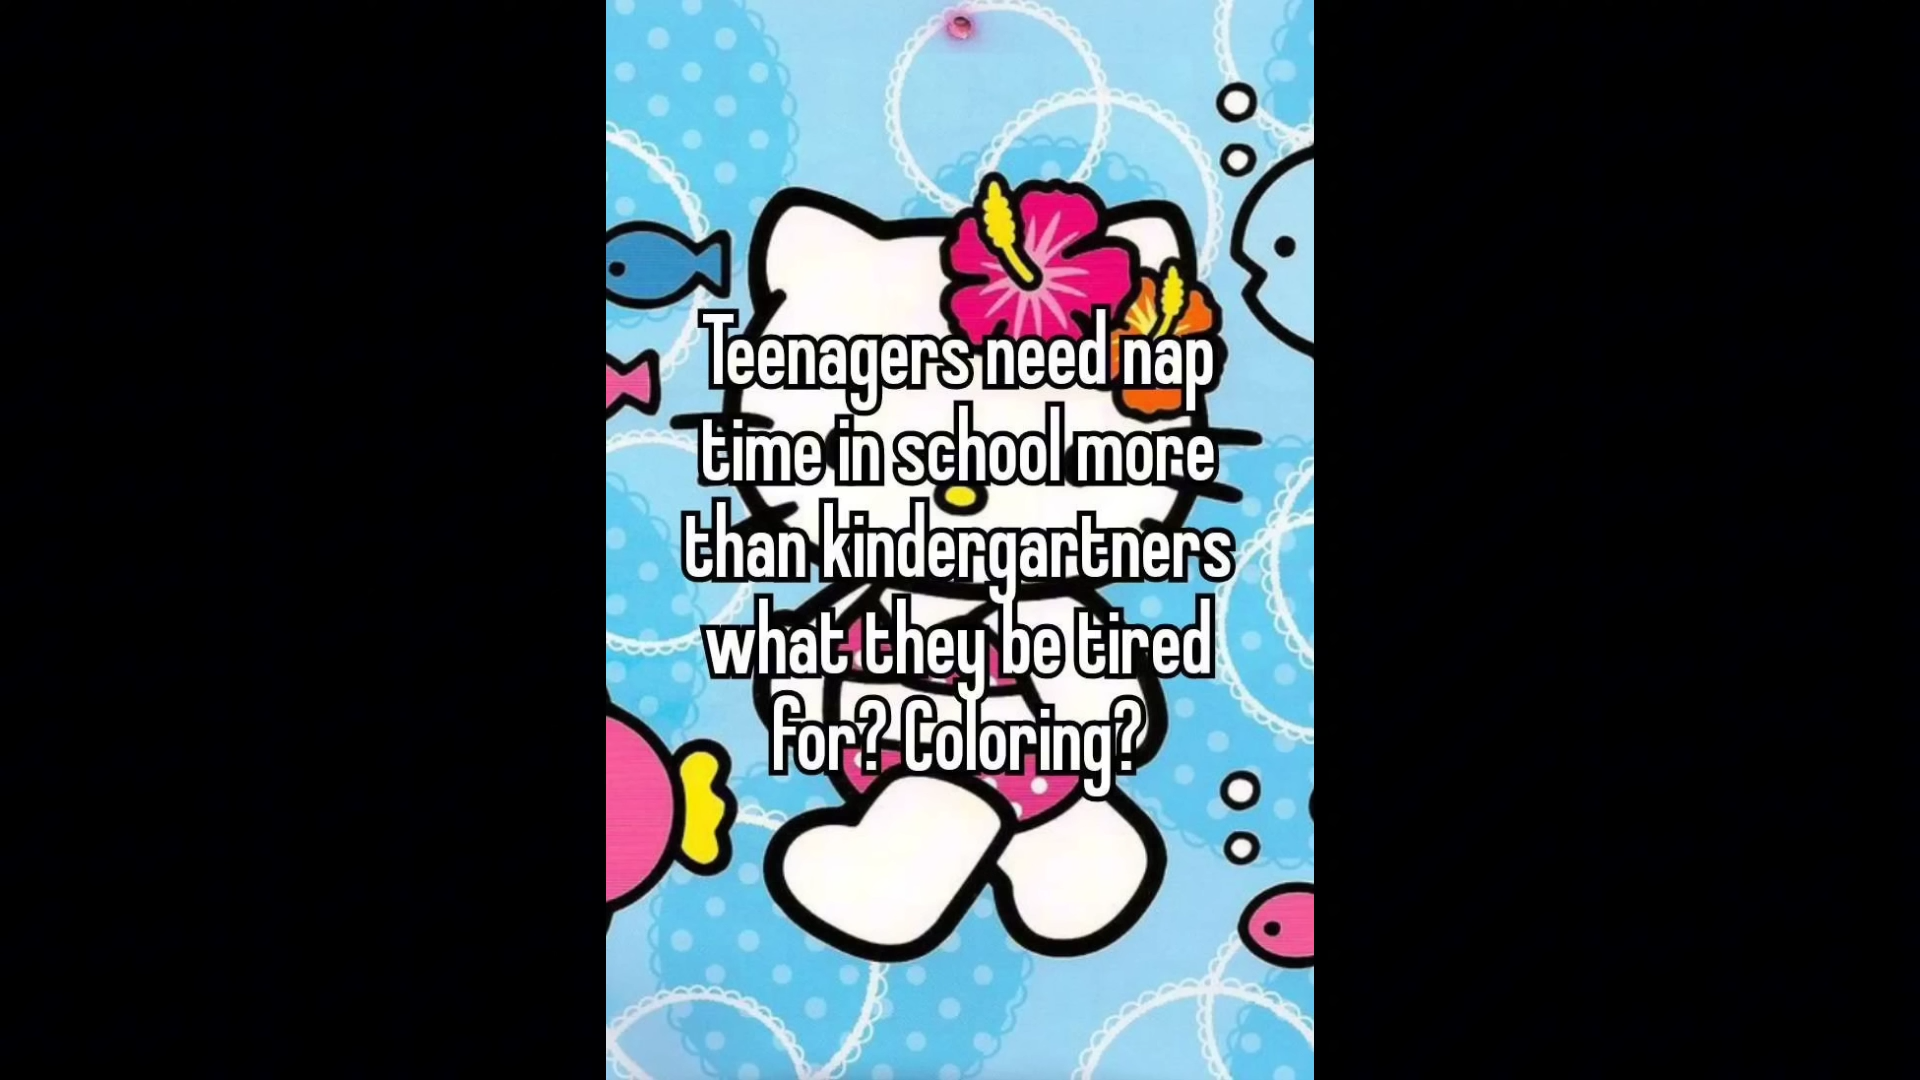 Teenagers need nap
time in school more
than kindergartners
what they be tired
for? Coloring?